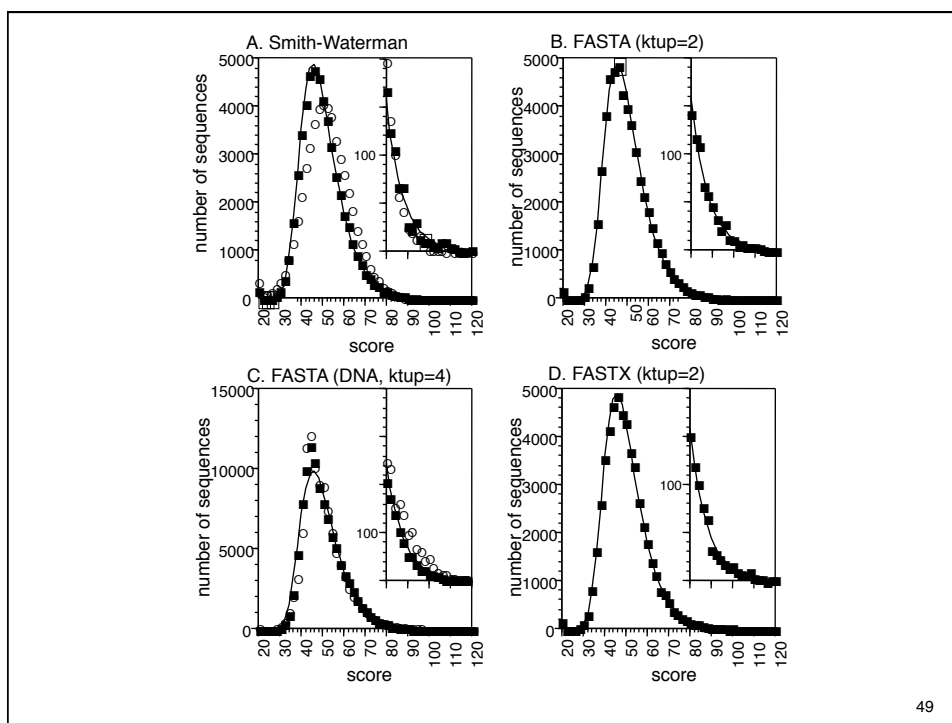 A. Smith-Waterman
5000
4000
3000
2000
1000
0
number of sequences
100
20 30 40 50 60 70 80 90 100 110 120
score
B. FASTA (ktup=2)
5000
4000
3000
2000
1000
0
number of sequences
100
20 30 40 50 60 70 80 90 100 110 120
score
C. FASTA (DNA, ktup=4)
15000
10000
5000
0
number of sequences
100
20 30 40 50 60 70 80 90 100 110 120
score
D. FASTX (ktup=2)
5000
4000
3000
2000
1000
0
number of sequences
100
20 30 40 50 60 70 80 90 100 110 120
score
49